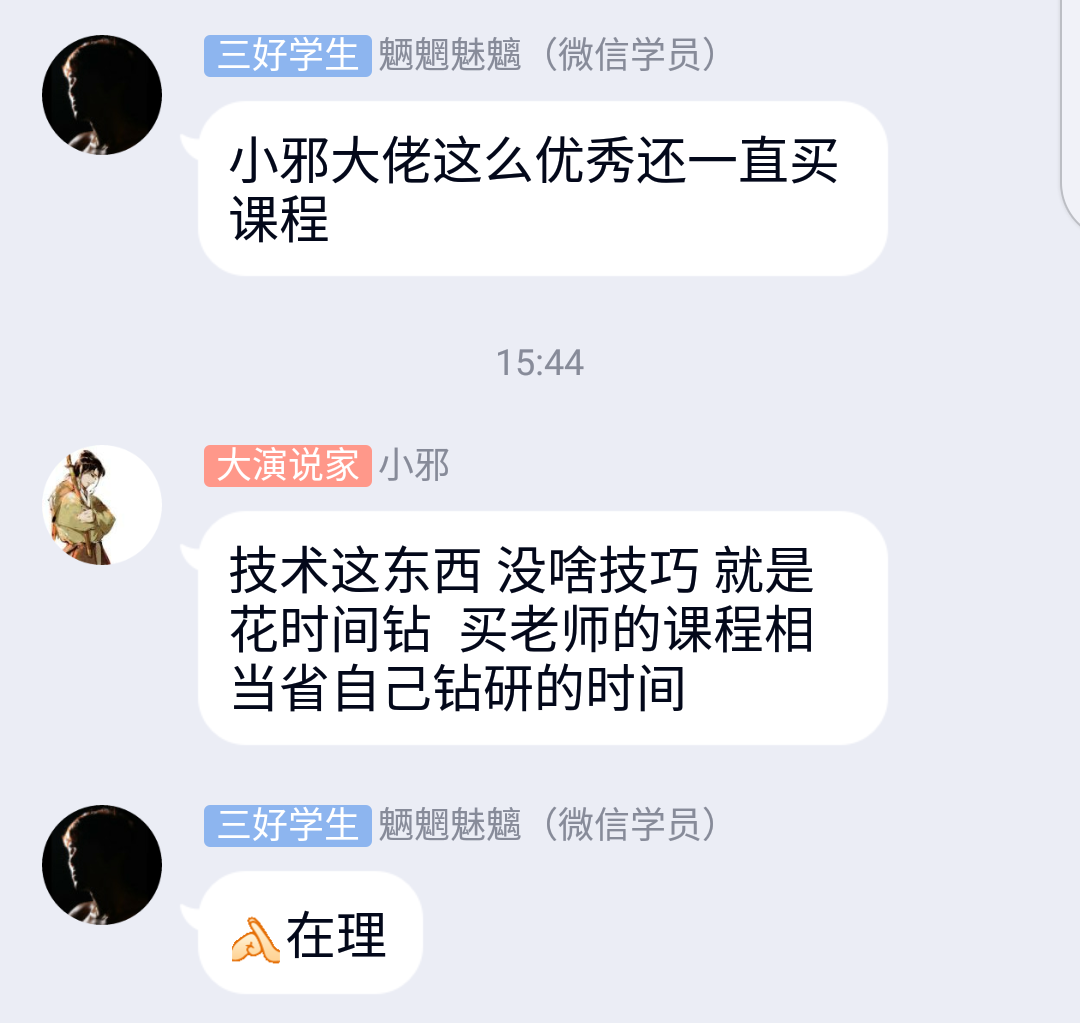 三好学生 魉魍魅魑（微信学员）
小邪大佬这么优秀还一直买
课程
15:44
大演说家 小邪
技术这东西 没啥技巧 就是
花时间钻 买老师的课程相
当省自己钻研的时间
三好学生 魉魍魅魑（微信学员）
在理